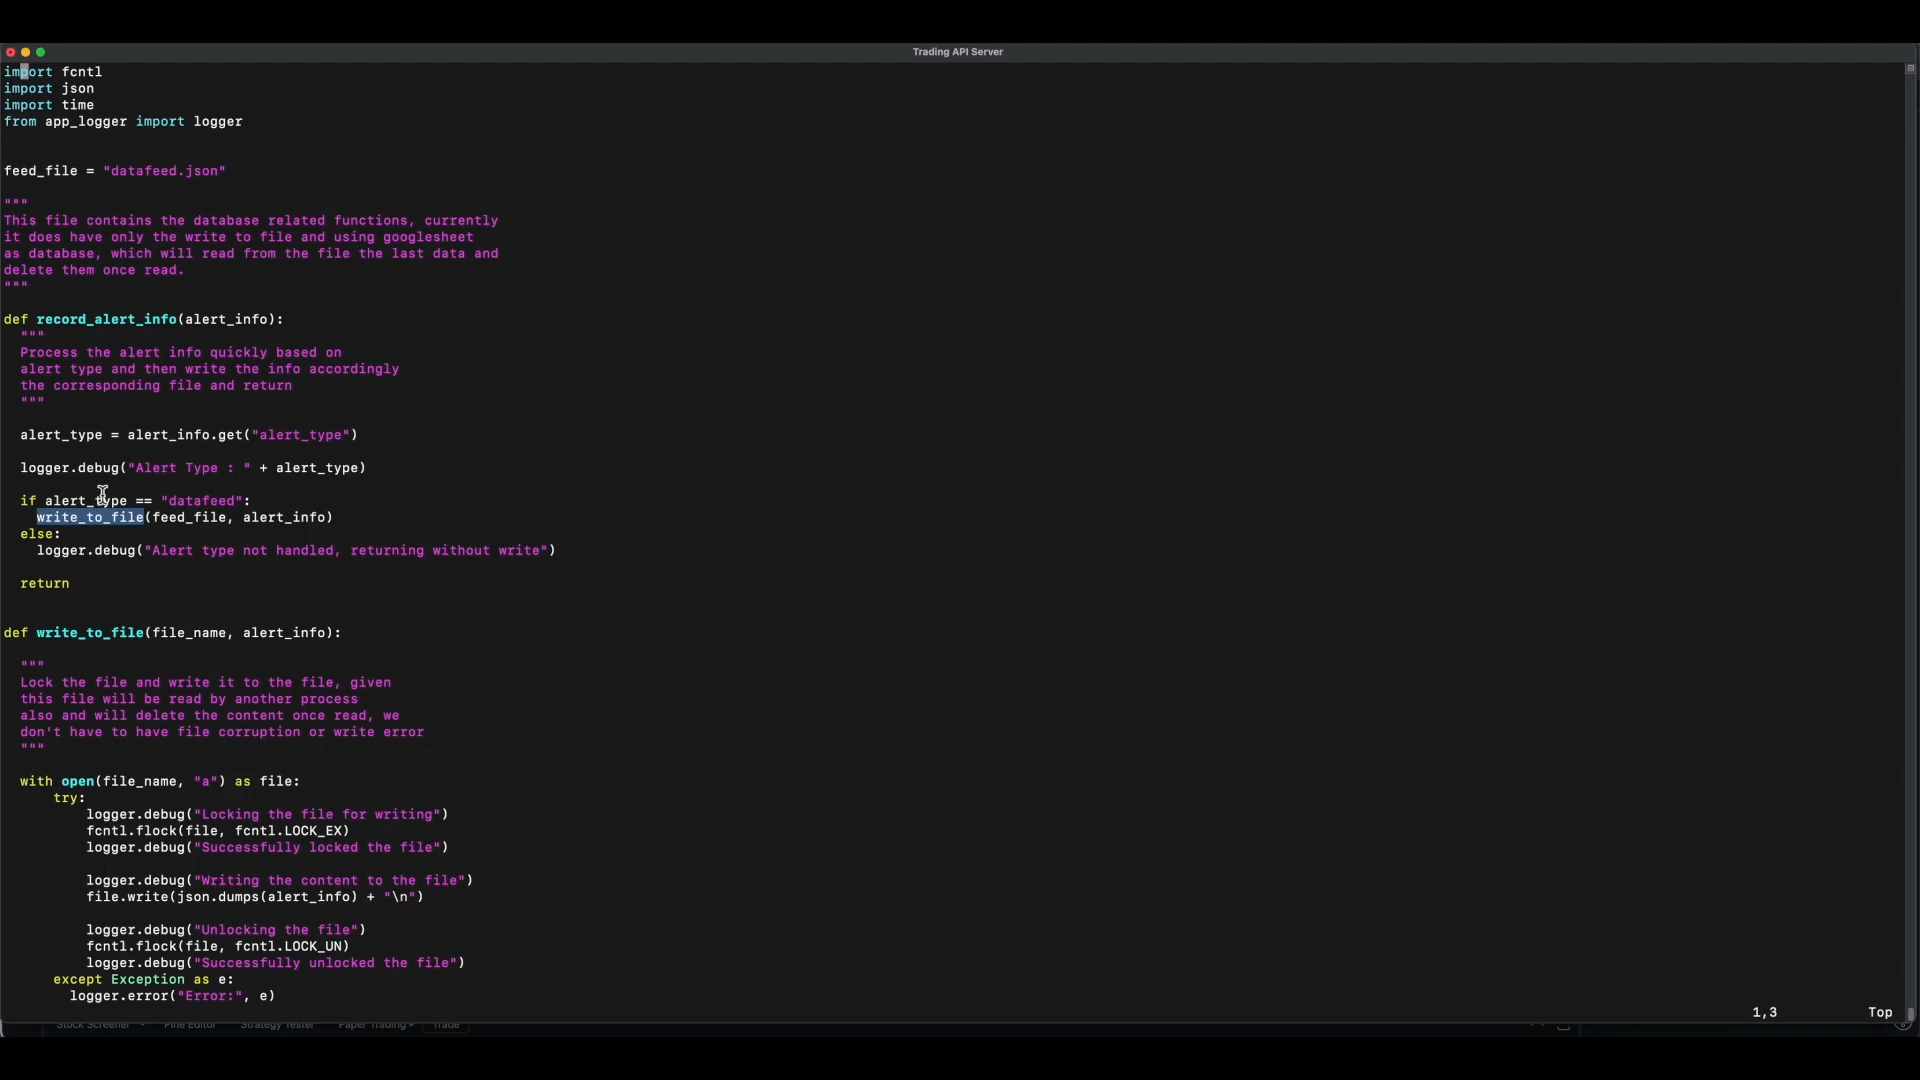 Trading API Server
import fcntl
import json
import time
from app_logger import logger
feed_file = "datafeed.json"
"""
This file contains the database related functions, currently
it does have only the write to file and using googlesheet
as database, which will read from the file the last data and
delete them once read.
"""
def record_alert_info(alert_info):
"""
Process the alert info quickly based on
alert type and then write the info accordingly
the corresponding file and return
"""
alert_type = alert_info.get("alert_type")
logger.debug("Alert Type : " + alert_type)
if alert_type == "datafeed":
write_to_file(feed_file, alert_info)
else:
logger.debug("Alert type not handled, returning without write")
return
def write_to_file(file_name, alert_info):
"""
Lock the file and write it to the file, given
this file will be read by another process
also and will delete the content once read, we
don't have to have file corruption or write error
"""
with open(file_name, "a") as file:
try:
logger.debug("Locking the file for writing")
fcntl.flock(file, fcntl.LOCK_EX)
logger.debug("Successfully locked the file")
logger.debug("Writing the content to the file")
file.write(json.dumps(alert_info) + "\n")
logger.debug("Unlocking the file")
fcntl.flock(file, fcntl.LOCK_UN)
logger.debug("Successfully unlocked the file")
except Exception as e:
logger.error("Error:", e)
1,3 Top
Stock Screener Pine Editor Strategy Tester Paper Trading Trade